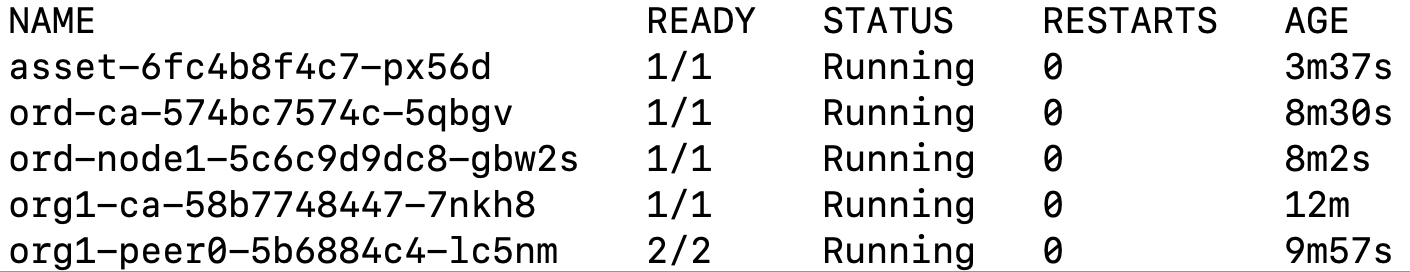 NAME READY STATUS RESTARTS AGE
asset-6fc4b8f4c7-px56d 1/1 Running 0 3m37s
ord-ca-574bc7574c-5qbgv 1/1 Running 0 8m30s
ord-node1-5c6c9d9dc8-gbw2s 1/1 Running 0 8m2s
org1-ca-58b7748447-7nkh8 1/1 Running 0 12m
org1-peer0-5b6884c4-lc5nm 2/2 Running 0 9m57s